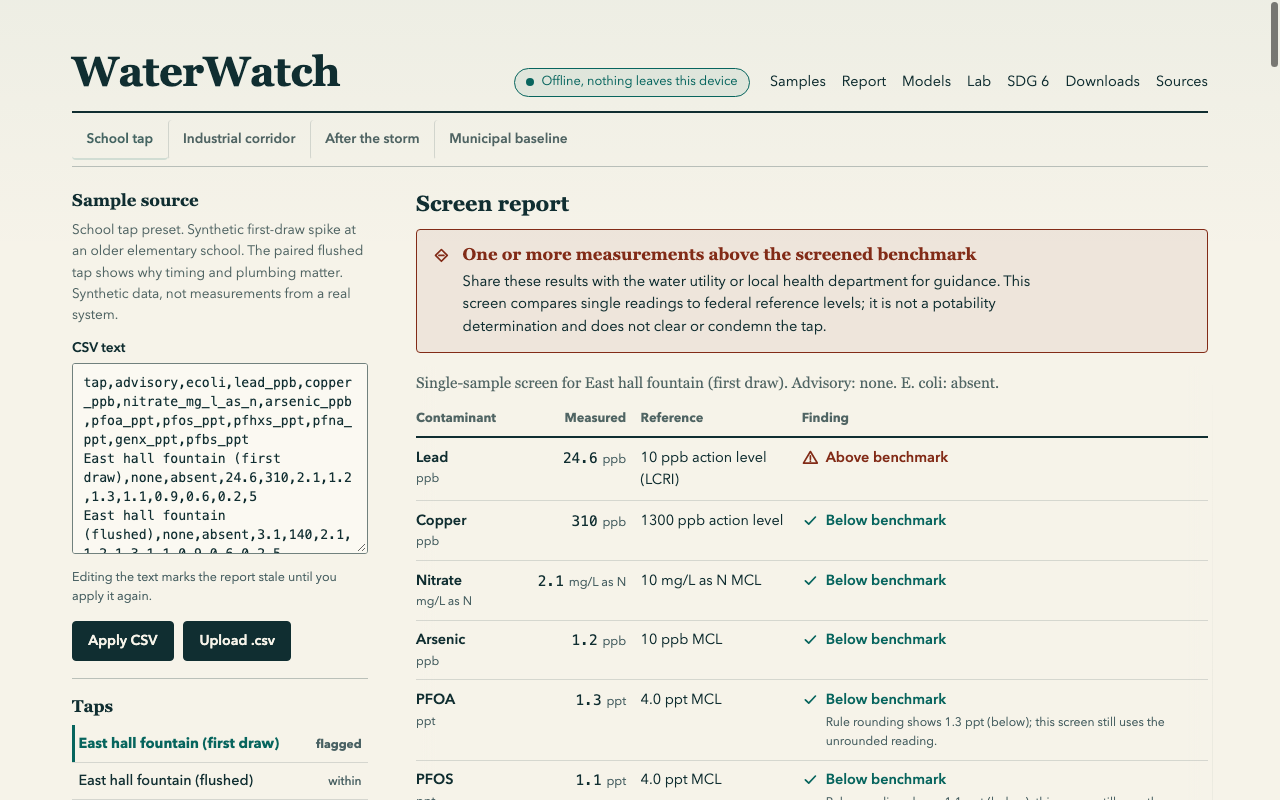 WaterWatch
Offline, nothing leaves this device
Samples
Report
Models
Lab
SDG 6
Downloads
Sources
School tap
Industrial corridor
After the storm
Municipal baseline
Sample source
School tap preset. Synthetic first-draw spike at
an older elementary school. The paired flushed
tap shows why timing and plumbing matter.
Synthetic data, not measurements from a real
system.
CSV text
tap,advisory,ecoli,lead_ppb,copper
_ppb,nitrate_mg_l_as_n,arsenic_ppb
,pfoa_ppt,pfos_ppt,pfhxs_ppt,pfna_
ppt,genx_ppt,pfbs_ppt
East hall fountain (first
draw),none,absent,24.6,310,2.1,1.2
,1.3,1.1,0.9,0.6,0.2,5
East hall fountain
(flushed),none,absent,3.1,140,2.1,
1.2,1.3,1.1,0.9,0.6,0.2,5
Editing the text marks the report stale until you
apply it again.
Apply CSV
Upload .csv
Taps
East hall fountain (first draw)
flagged
East hall fountain (flushed)
within
Screen report
One or more measurements above the screened benchmark
Share these results with the water utility or local health department for guidance. This
screen compares single readings to federal reference levels; it is not a potability
determination and does not clear or condemn the tap.
Single-sample screen for East hall fountain (first draw). Advisory: none. E. coli: absent.
Contaminant Measured Reference Finding
Lead 24.6 ppb 10 ppb action level Above benchmark
ppb (LCRI)
Copper 310 ppb 1300 ppb action level Below benchmark
ppb
Nitrate 2.1 mg/L as N 10 mg/L as N MCL Below benchmark
mg/L as N
Arsenic 1.2 ppb 10 ppb MCL Below benchmark
ppb
PFOA 1.3 ppt 4.0 ppt MCL Below benchmark
ppt Rule rounding shows 1.3 ppt (below); this screen still uses the
unrounded reading.
PFOS 1.1 ppt 4.0 ppt MCL Below benchmark